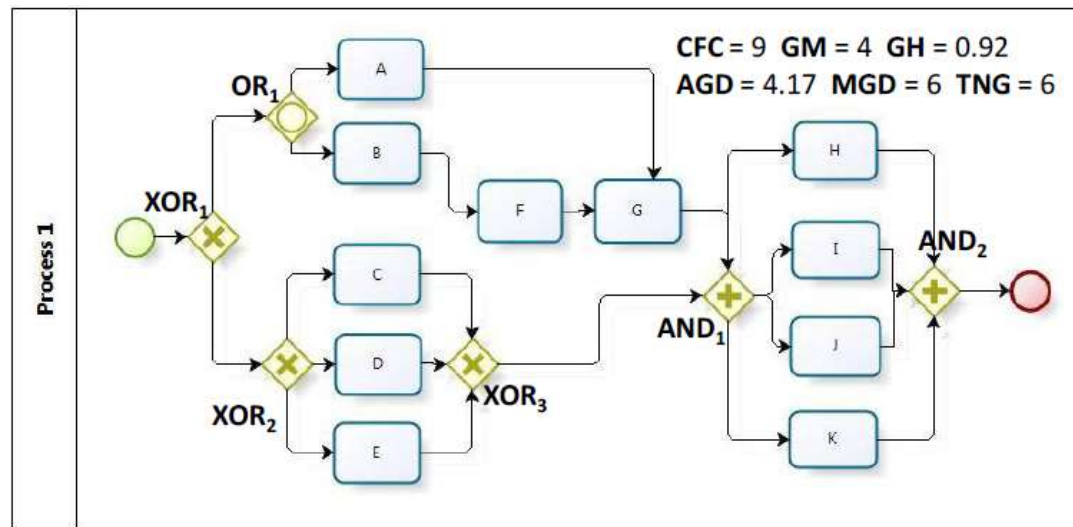 Process 1
CFC = 9 GM = 4 GH = 0.92
AGD = 4.17 MGD = 6 TNG = 6
OR1
A
B
XOR1
F
G
H
I
AND2
AND1
J
C
D
XOR3
XOR2
E
K